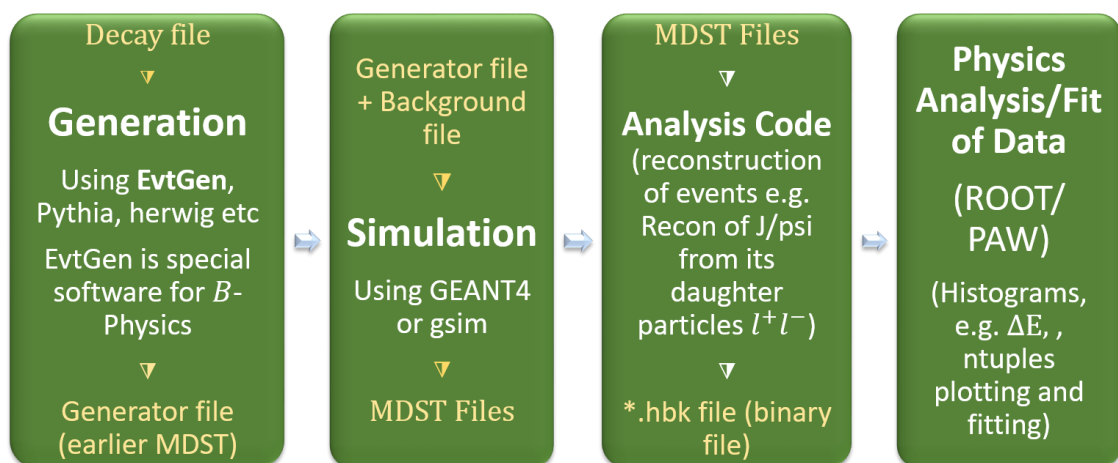 Decay file
Generation
Using EvtGen,
Pythia, herwig etc
EvtGen is special
software for B-
Physics
Generator file
(earlier MDST)
Generator file
+ Background
file
Simulation
Using GEANT4
or gsim
MDST Files
MDST Files
Analysis Code
(reconstruction
of events e.g.
Recon of J/psi
from its
daughter
particles l⁺l⁻)
*.hbk file (binary
file)
Physics
Analysis/Fit
of Data
(ROOT/
PAW)
(Histograms,
e.g. ΔE, ,
ntuples
plotting and
fitting)